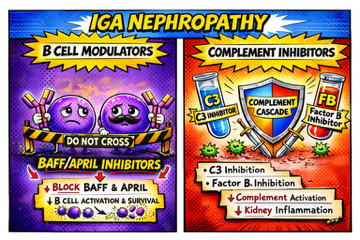 IGA NEPHROPATHY
B CELL MODULATORS
DO NOT CROSS
BAFF/APRIL INHIBITORS
↓ BLOCK BAFF & APRIL
↓ B CELL ACTIVATION & SURVIVAL
COMPLEMENT INHIBITORS
C3
C3 INHIBITOR
COMPLEMENT
CASCADE
FB
Factor B
Inhibitor
• C3 Inhibition
• Factor B Inhibition
↓ Complement Activation
↓ Kidney Inflammation